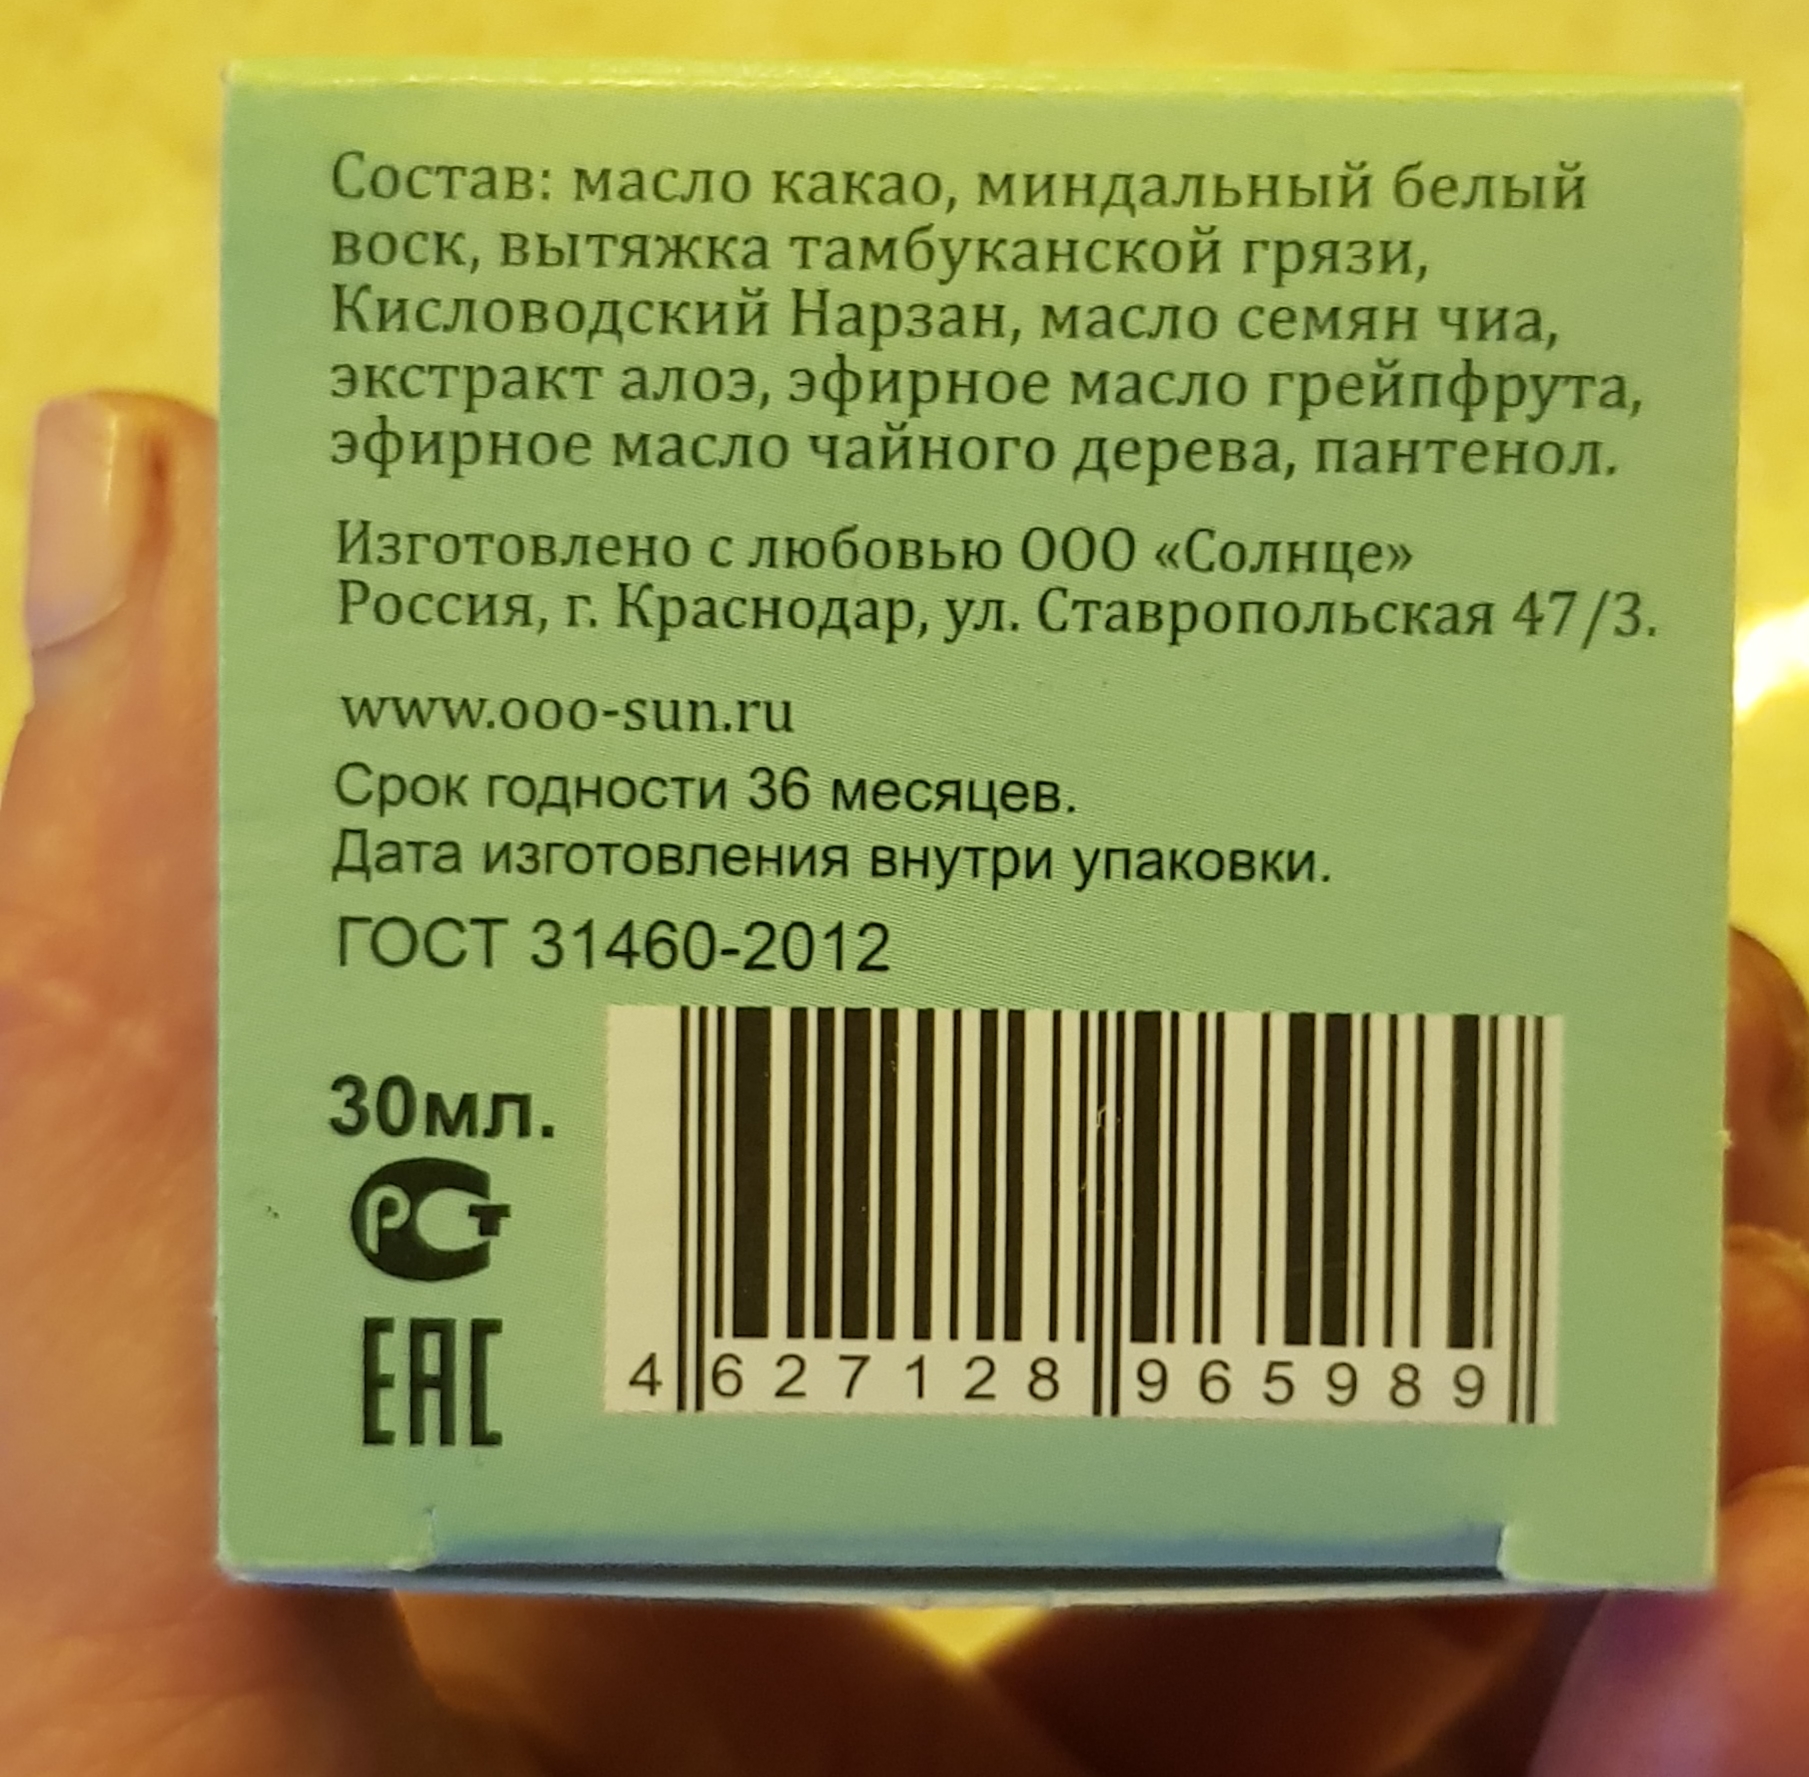 Состав: масло какао, миндальный белый
воск, вытяжка тамбуканской грязи,
Кисловодский Нарзан, масло семян чиа,
экстракт алоэ, эфирное масло грейпфрута,
эфирное масло чайного дерева, пантенол.
Изготовлено с любовью ООО «Солнце»
Россия, г. Краснодар, ул. Ставропольская 47/3.
www.ooo-sun.ru
Срок годности 36 месяцев.
Дата изготовления внутри упаковки.
ГОСТ 31460-2012
30мл.
РСТ
ЕАС
4 627128 965989